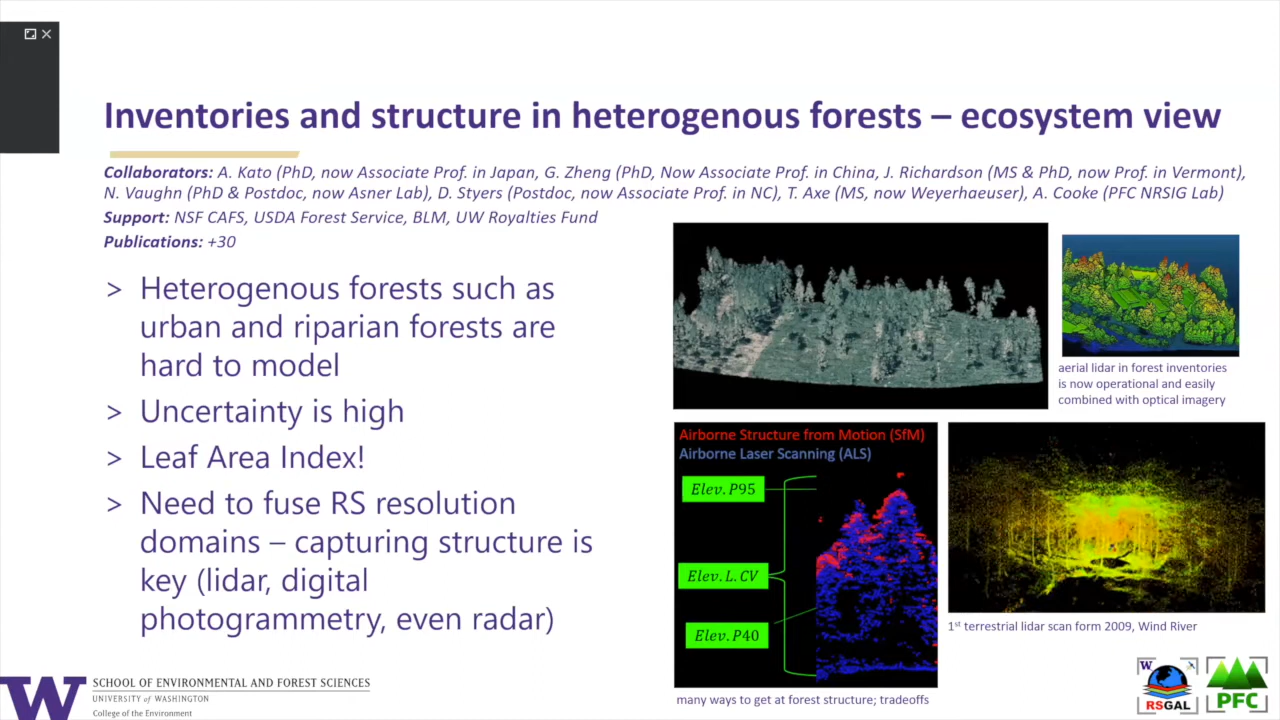 Inventories and structure in heterogenous forests – ecosystem view
Collaborators: A. Kato (PhD, now Associate Prof. in Japan, G. Zheng (PhD, Now Associate Prof. in China, J. Richardson (MS & PhD, now Prof. in Vermont),
N. Vaughn (PhD & Postdoc, now Asner Lab), D. Styers (Postdoc, now Associate Prof. in NC), T. Axe (MS, now Weyerhaeuser), A. Cooke (PFC NRSIG Lab)
Support: NSF CAFS, USDA Forest Service, BLM, UW Royalties Fund
Publications: +30
> Heterogenous forests such as
urban and riparian forests are
hard to model
> Uncertainty is high
> Leaf Area Index!
> Need to fuse RS resolution
domains – capturing structure is
key (lidar, digital
photogrammetry, even radar)
aerial lidar in forest inventories
is now operational and easily
combined with optical imagery
Airborne Structure from Motion (SfM)
Airborne Laser Scanning (ALS)
Elev. P95
Elev. L. CV
Elev. P40
many ways to get at forest structure; tradeoffs
1st terrestrial lidar scan form 2009, Wind River
W
SCHOOL OF ENVIRONMENTAL AND FOREST SCIENCES
UNIVERSITY of WASHINGTON
College of the Environment
W
RSGAL
PFC